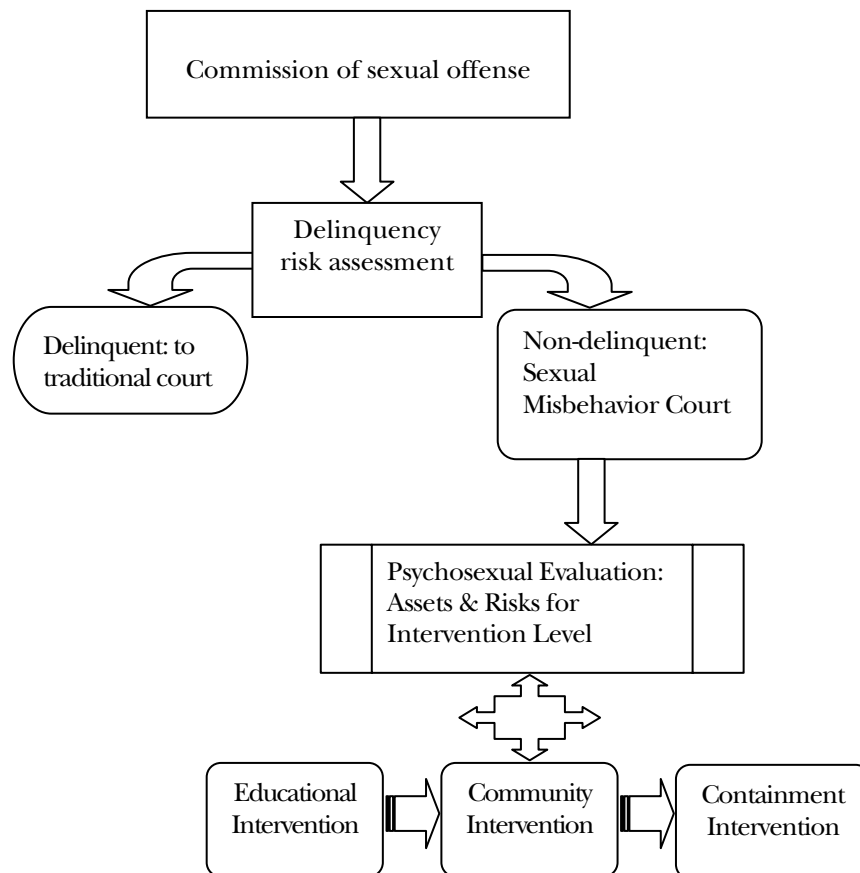 Commission of sexual offense
Delinquency
risk assessment
Delinquent: to
traditional court
Non-delinquent:
Sexual
Misbehavior Court
Psychosexual Evaluation:
Assets & Risks for
Intervention Level
Educational
Intervention
Community
Intervention
Containment
Intervention